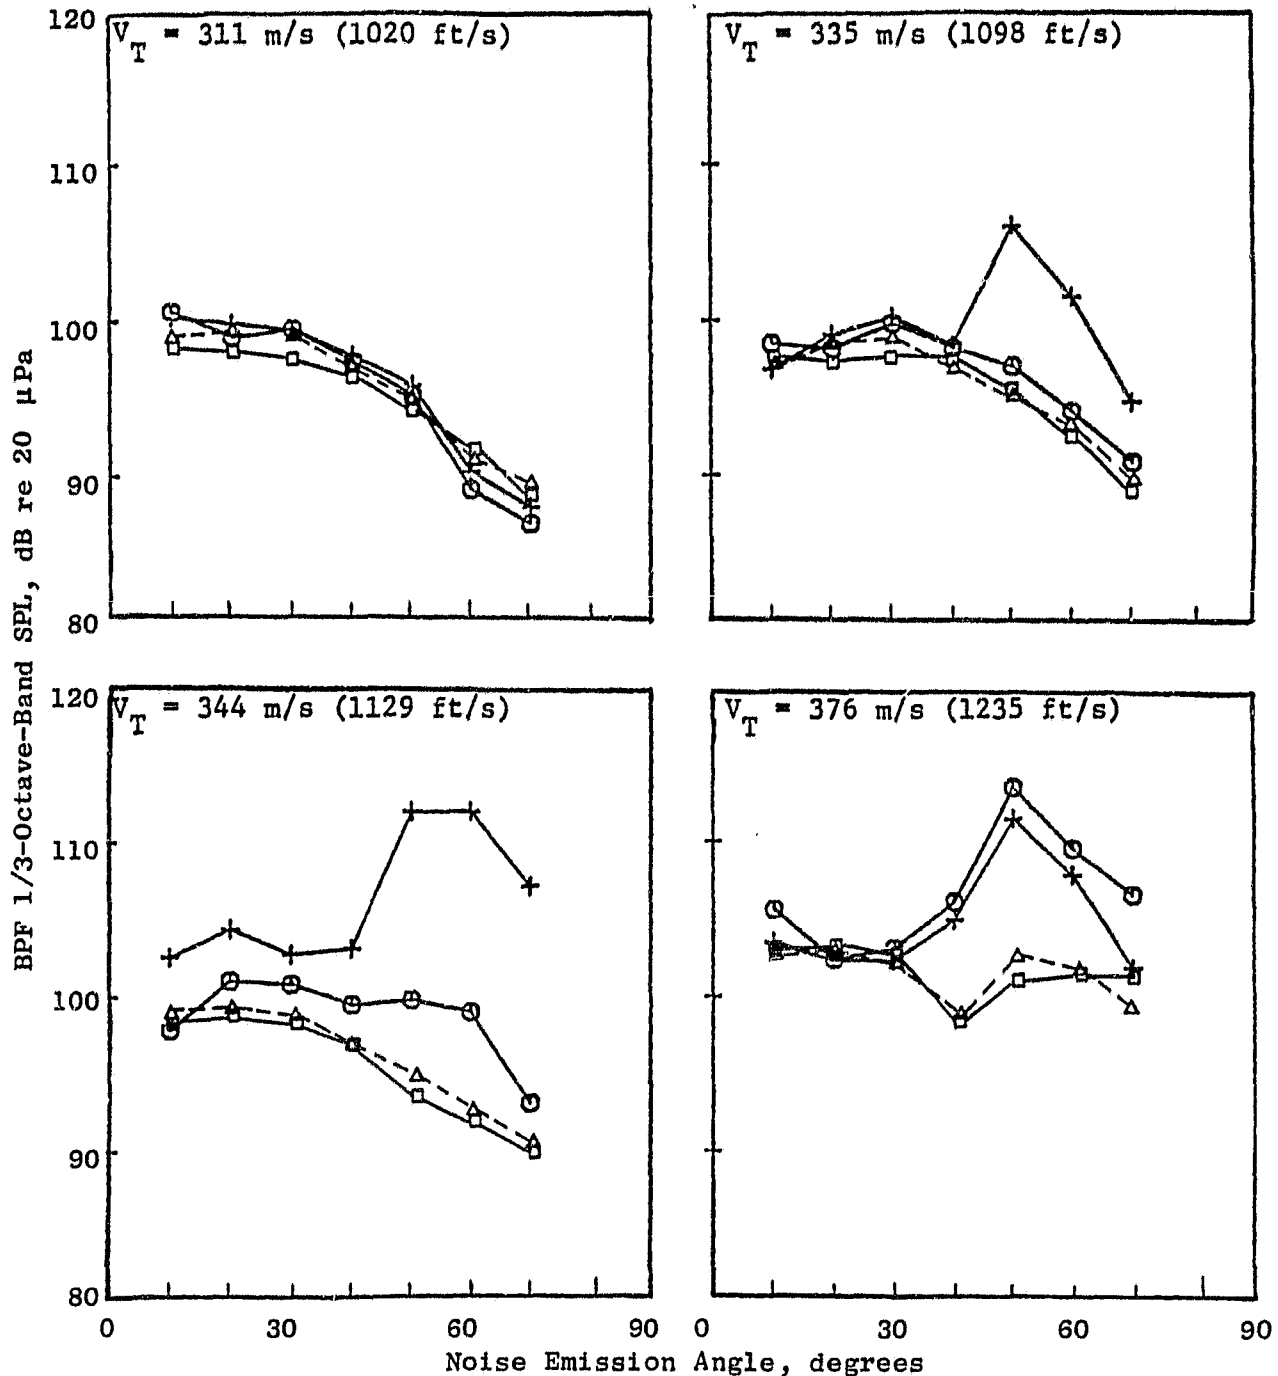 120
V_T = 311 m/s (1020 ft/s)
V_T = 335 m/s (1098 ft/s)
110
100
90
80
120
V_T = 344 m/s (1129 ft/s)
V_T = 376 m/s (1235 ft/s)
110
100
90
80
BPF 1/3-Octave-Band SPL, dB re 20 μPa
0 30 60 90 0 30 60 90
Noise Emission Angle, degrees